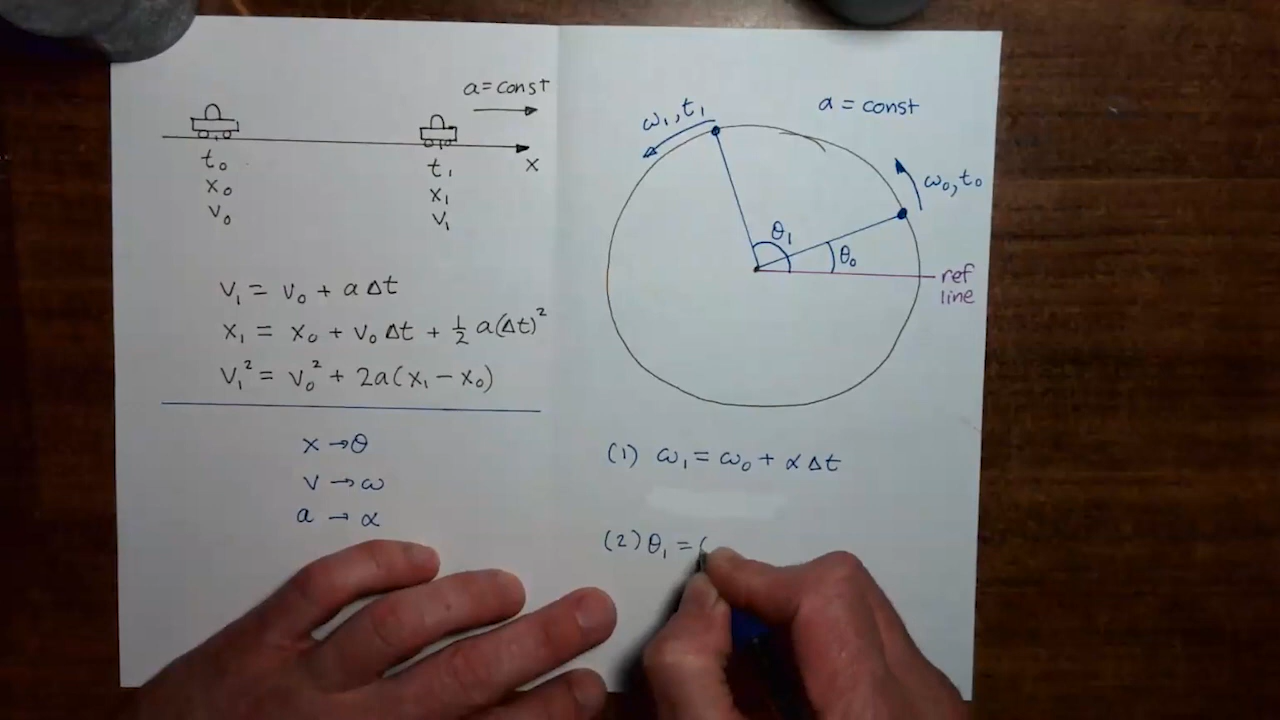 a = const
t₀
x₀
v₀
t₁
x₁
v₁
x
v₁ = v₀ + a Δt
x₁ = x₀ + v₀ Δt + ½ a(Δt)²
v₁² = v₀² + 2a(x₁ − x₀)
x → θ
v → ω
a → α
a = const
ω₁, t₁
ω₀, t₀
θ₁
θ₀
ref
line
(1) ω₁ = ω₀ + α Δt
(2) θ₁ =